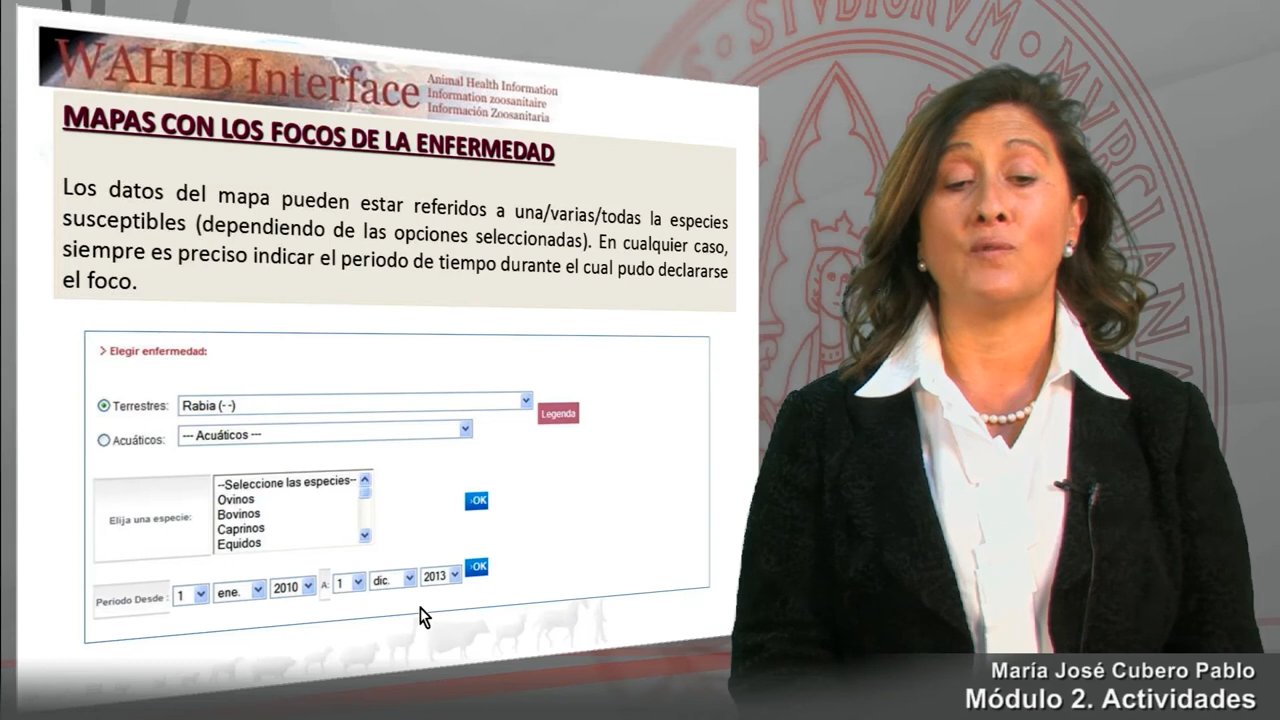 WAHID Interface
Animal Health Information
Information zoosanitaire
Información Zoosanitaria
MAPAS CON LOS FOCOS DE LA ENFERMEDAD
Los datos del mapa pueden estar referidos a una/varias/todas la especies
susceptibles (dependiendo de las opciones seleccionadas). En cualquier caso,
siempre es preciso indicar el periodo de tiempo durante el cual pudo declararse
el foco.
> Elegir enfermedad:
Terrestres: Rabia (- -)
Legenda
Acuáticos: --- Acuáticos ---
Elija una especie:
--Seleccione las especies--
Ovinos
Bovinos
Caprinos
Equidos
›OK
Periodo Desde : 1 ene. 2010 A: 1 dic. 2013 ›OK
STVDIORVM MVRCIANA
María José Cubero Pablo
Módulo 2. Actividades